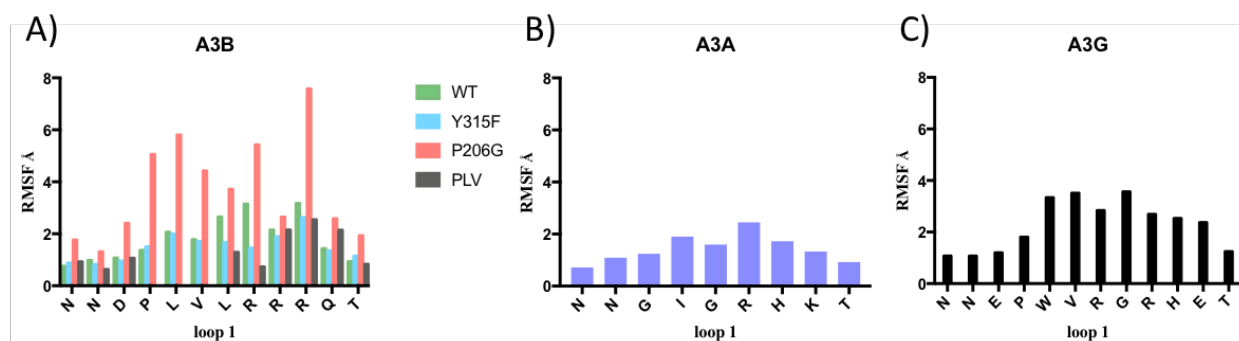 A)
A3B
RMSF Å
8
6
4
2
0
N N D P L V L R R R Q T
loop 1
WT
Y315F
P206G
PLV
B)
A3A
RMSF Å
8
6
4
2
0
N N G I G R H K T
loop 1
C)
A3G
RMSF Å
8
6
4
2
0
N N E P W V R G R H E T
loop 1